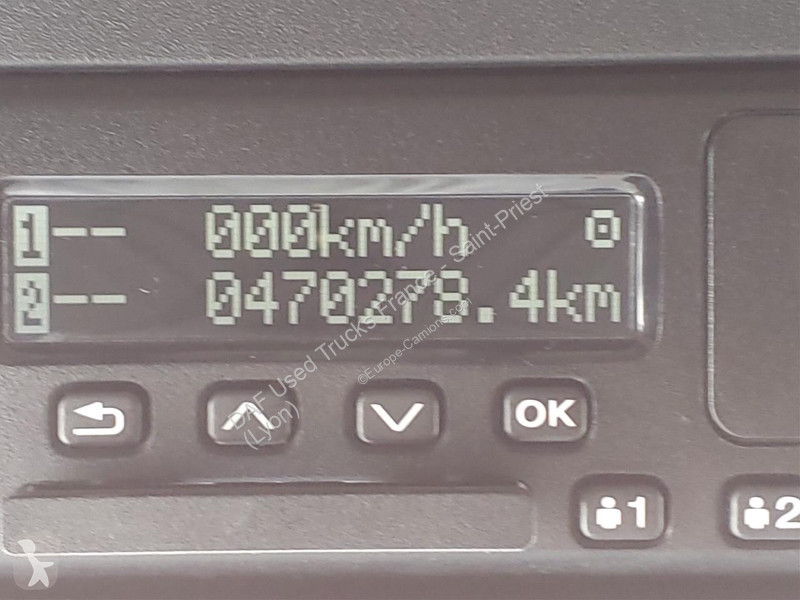 1-- 000km/h
2-- 0470278.4km
OK
1
2
DAF Used Trucks France - Saint-Priest
(Lyon)
©Europe-Camions.com